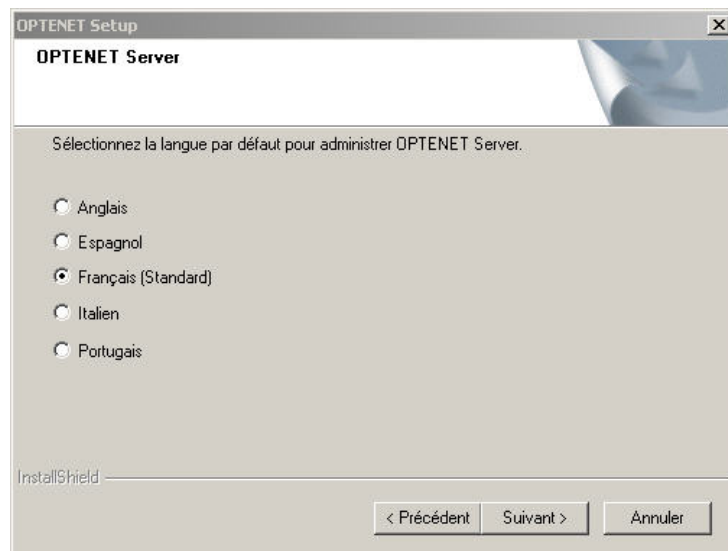 OPTENET Setup
OPTENET Server
Sélectionnez la langue par défaut pour administrer OPTENET Server.
Anglais
Espagnol
Français (Standard)
Italien
Portugais
InstallShield
< Précédent
Suivant >
Annuler